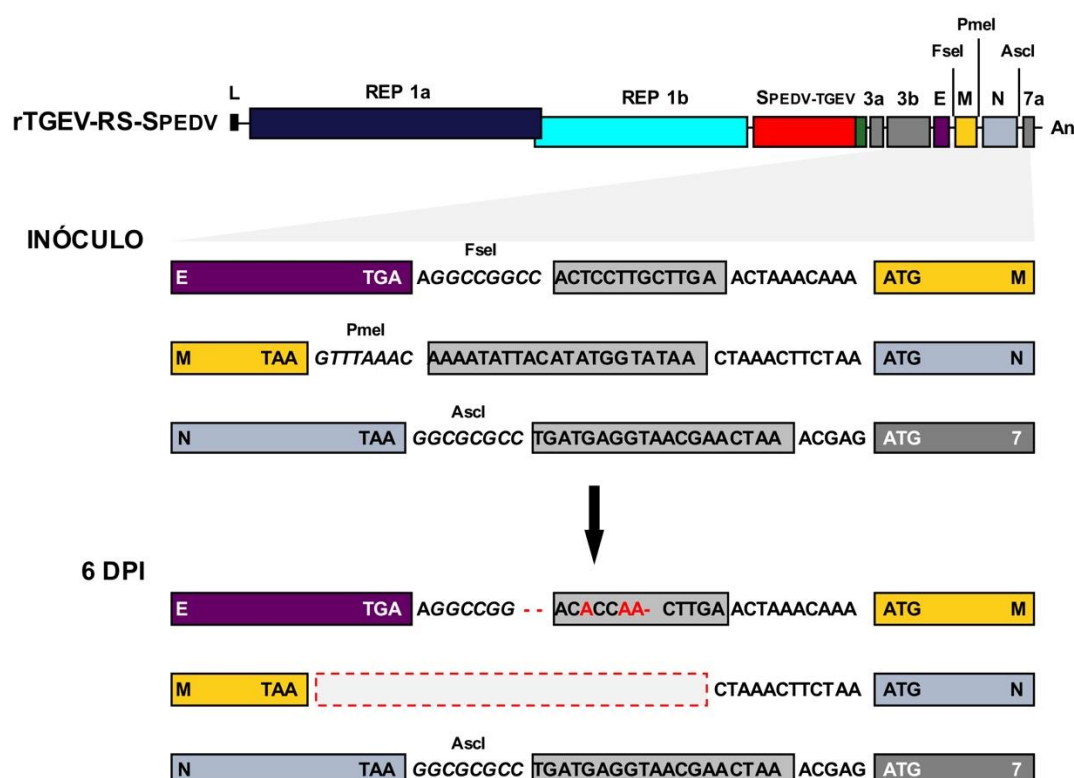 PmeI
FseI AscI
L REP 1a REP 1b SPEDV-TGEV 3a 3b E M N 7a
rTGEV-RS-SPEDV An
INÓCULO
FseI
E TGA AGGCCGGCC ACTCCTTGCTTGA ACTAAACAAA ATG M
PmeI
M TAA GTTTAAAC AAAATATTACATATGGTATAA CTAAACTTCTAA ATG N
AscI
N TAA GGCGCGCC TGATGAGGTAACGAACTAA ACGAG ATG 7
6 DPI
E TGA AGGCCGG -- ACACCAA- CTTGA ACTAAACAAA ATG M
M TAA CTAAACTTCTAA ATG N
AscI
N TAA GGCGCGCC TGATGAGGTAACGAACTAA ACGAG ATG 7